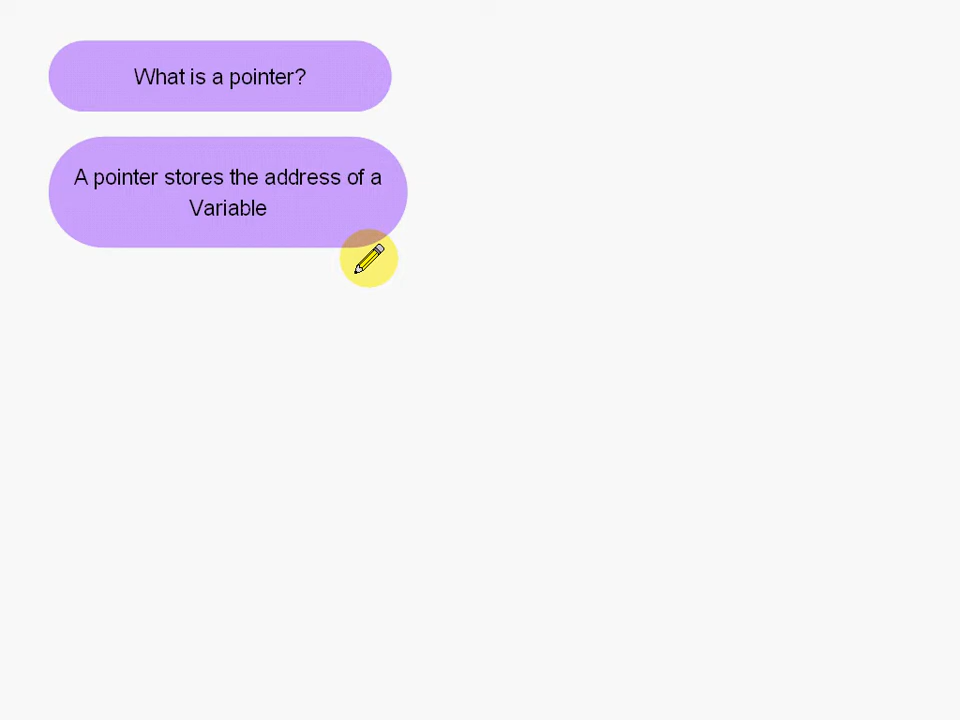 What is a pointer?
A pointer stores the address of a
Variable